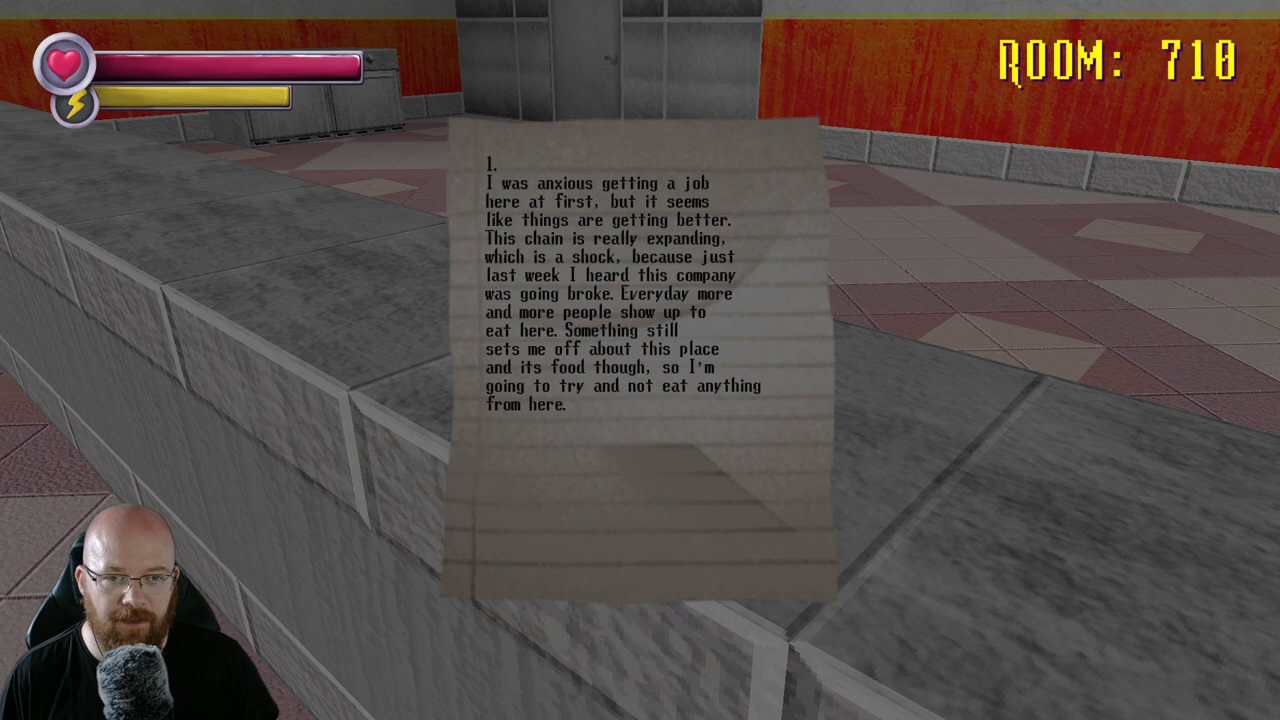 ROOM: 710
1.
I was anxious getting a job
here at first, but it seems
like things are getting better.
This chain is really expanding,
which is a shock, because just
last week I heard this company
was going broke. Everyday more
and more people show up to
eat here. Something still
sets me off about this place
and its food though, so I'm
going to try and not eat anything
from here.